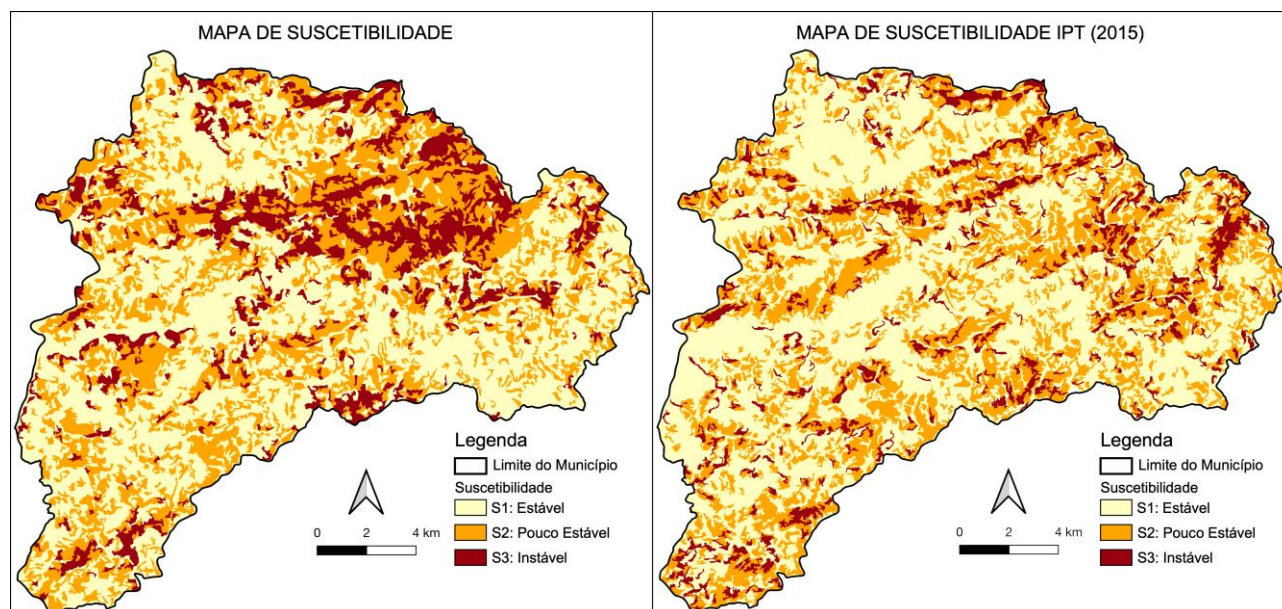 MAPA DE SUSCETIBILIDADE
Legenda
Limite do Município
Suscetibilidade
S1: Estável
S2: Pouco Estável
S3: Instável
0 2 4 km
MAPA DE SUSCETIBILIDADE IPT (2015)
Legenda
Limite do Município
Suscetibilidade
S1: Estável
S2: Pouco Estável
S3: Instável
0 2 4 km